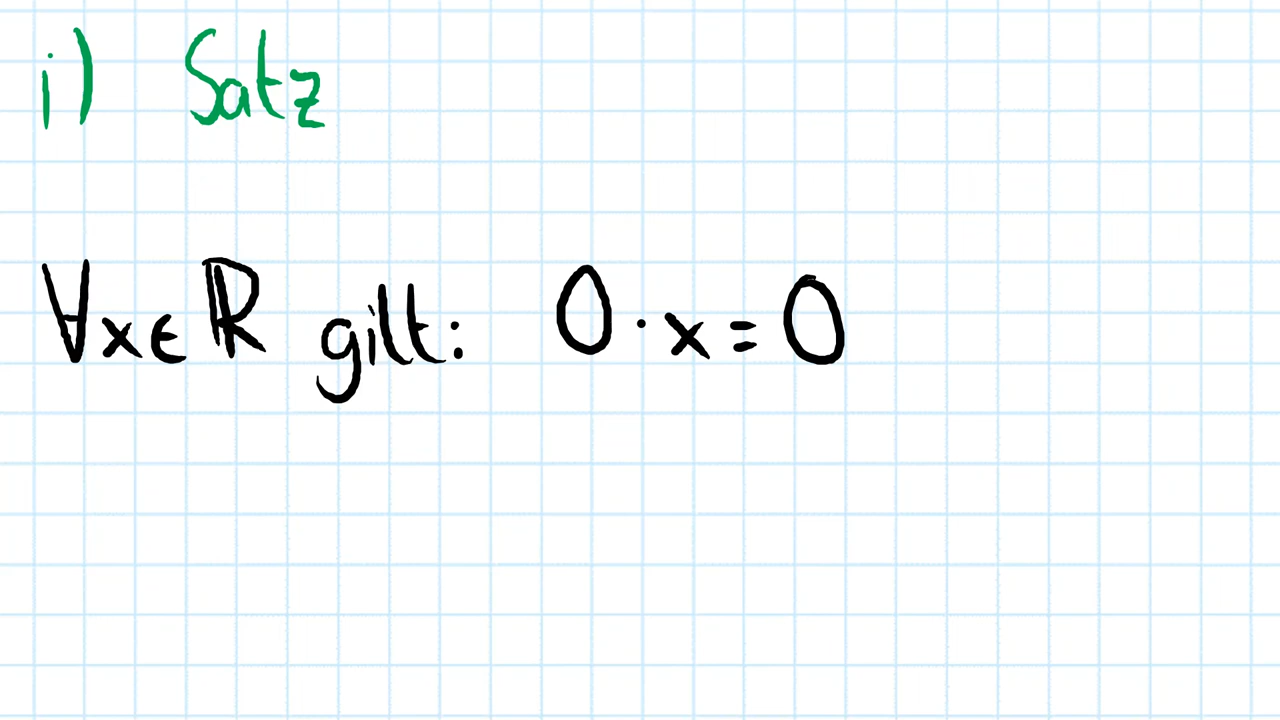 i) Satz
∀x∈ℝ gilt: 0·x=0